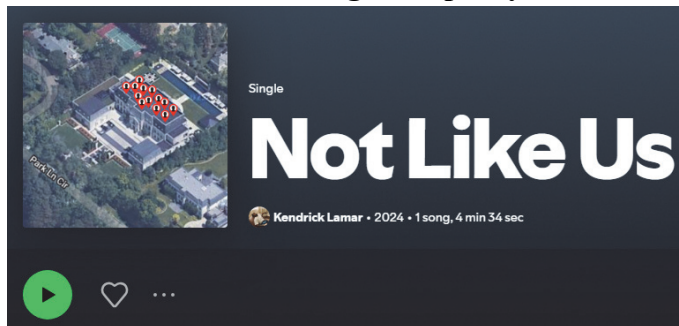 Single
Not Like Us
Park Ln Cir
Kendrick Lamar • 2024 • 1 song, 4 min 34 sec